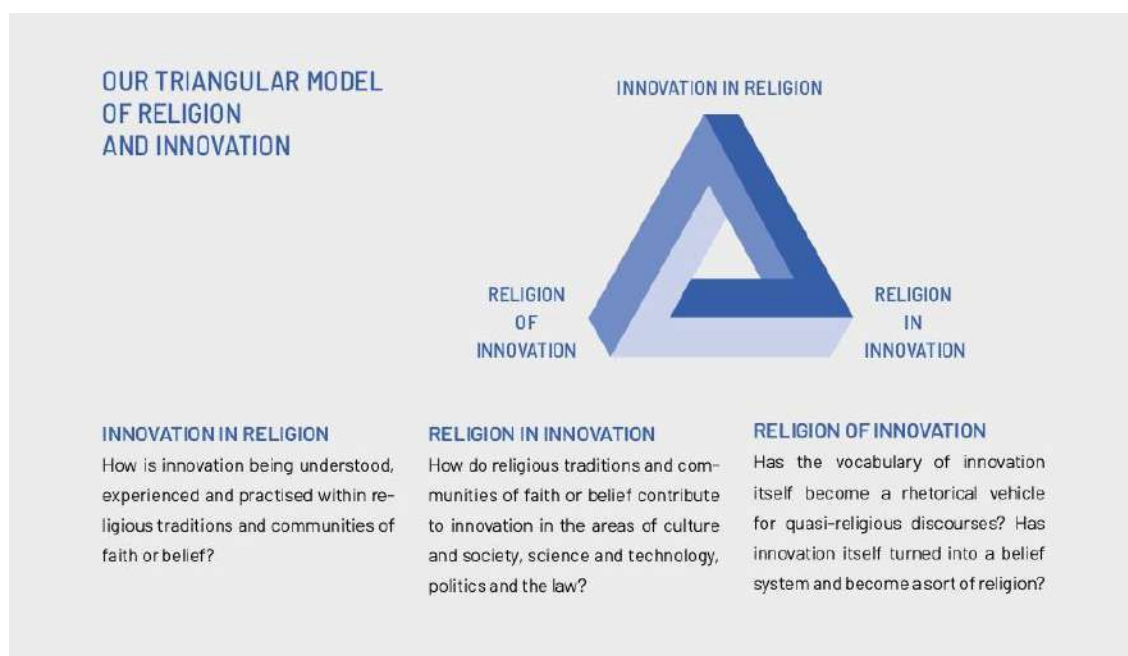 OUR TRIANGULAR MODEL
OF RELIGION
AND INNOVATION
INNOVATION IN RELIGION
RELIGION
OF
INNOVATION
RELIGION
IN
INNOVATION
INNOVATION IN RELIGION
How is innovation being understood,
experienced and practised within re-
ligious traditions and communities of
faith or belief?
RELIGION IN INNOVATION
How do religious traditions and com-
munities of faith or belief contribute
to innovation in the areas of culture
and society, science and technology,
politics and the law?
RELIGION OF INNOVATION
Has the vocabulary of innovation
itself become a rhetorical vehicle
for quasi-religious discourses? Has
innovation itself turned into a belief
system and become a sort of religion?